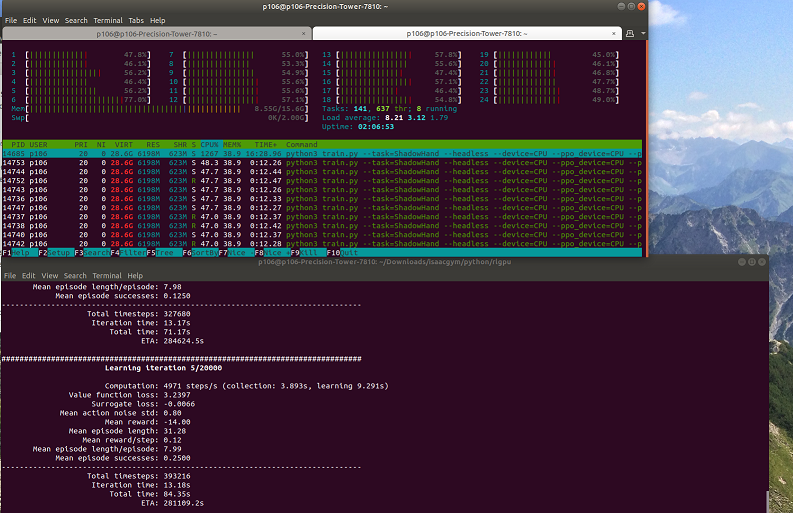 p106@p106-Precision-Tower-7810: ~
File Edit View Search Terminal Tabs Help
p106@p106-Precision-Tower-7810: ~ × p106@p106-Precision-Tower-7810: ~ ×
1 [ 47.8%] 7 [ 55.0%] 13 [ 57.8%] 19 [ 45.0%]
2 [ 46.1%] 8 [ 53.3%] 14 [ 55.5%] 20 [ 46.1%]
3 [ 56.2%] 9 [ 54.9%] 15 [ 47.4%] 21 [ 46.8%]
4 [ 46.4%] 10 [ 55.6%] 16 [ 57.1%] 22 [ 47.7%]
5 [ 56.2%] 11 [ 55.6%] 17 [ 46.4%] 23 [ 48.7%]
6 [ 77.0%] 12 [ 57.1%] 18 [ 54.8%] 24 [ 49.0%]
Mem[ 8.55G/15.6G] Tasks: 141, 637 thr; 8 running
Swp[ 0K/2.00G] Load average: 8.21 3.12 1.79
Uptime: 02:06:53
PID USER PRI NI VIRT RES SHR S CPU% MEM% TIME+ Command
14685 p106 20 0 28.6G 6198M 623M S 1267 38.9 16:28.96 python3 train.py --task=ShadowHand --headless --device=CPU --ppo_device=CPU --p
14753 p106 20 0 28.6G 6198M 623M S 48.3 38.9 0:12.26 python3 train.py --task=ShadowHand --headless --device=CPU --ppo_device=CPU --p
14744 p106 20 0 28.6G 6198M 623M S 47.7 38.9 0:12.44 python3 train.py --task=ShadowHand --headless --device=CPU --ppo_device=CPU --p
14752 p106 20 0 28.6G 6198M 623M R 47.7 38.9 0:12.47 python3 train.py --task=ShadowHand --headless --device=CPU --ppo_device=CPU --p
14743 p106 20 0 28.6G 6198M 623M S 47.7 38.9 0:12.26 python3 train.py --task=ShadowHand --headless --device=CPU --ppo_device=CPU --p
14736 p106 20 0 28.6G 6198M 623M S 47.7 38.9 0:12.33 python3 train.py --task=ShadowHand --headless --device=CPU --ppo_device=CPU --p
14747 p106 20 0 28.6G 6198M 623M S 47.7 38.9 0:12.27 python3 train.py --task=ShadowHand --headless --device=CPU --ppo_device=CPU --p
14737 p106 20 0 28.6G 6198M 623M R 47.0 38.9 0:12.37 python3 train.py --task=ShadowHand --headless --device=CPU --ppo_device=CPU --p
14738 p106 20 0 28.6G 6198M 623M R 47.0 38.9 0:12.42 python3 train.py --task=ShadowHand --headless --device=CPU --ppo_device=CPU --p
14740 p106 20 0 28.6G 6198M 623M S 47.0 38.9 0:12.37 python3 train.py --task=ShadowHand --headless --device=CPU --ppo_device=CPU --p
14742 p106 20 0 28.6G 6198M 623M R 47.0 38.9 0:12.28 python3 train.py --task=ShadowHand --headless --device=CPU --ppo_device=CPU --p
F1Help F2Setup F3Search F4Filter F5Tree F6SortBy F7Nice - F8Nice + F9Kill F10Quit
p106@p106-Precision-Tower-7810: ~/Downloads/isaacgym/python/rlgpu
File Edit View Search Terminal Help
Mean episode length/episode: 7.98
Mean episode successes: 0.1250
--------------------------------------------------------------------------------
Total timesteps: 327680
Iteration time: 13.17s
Total time: 71.17s
ETA: 284624.5s
################################################################################
Learning iteration 5/20000
Computation: 4971 steps/s (collection: 3.893s, learning 9.291s)
Value function loss: 3.2397
Surrogate loss: -0.0066
Mean action noise std: 0.80
Mean reward: -14.00
Mean episode length: 31.28
Mean reward/step: 0.12
Mean episode length/episode: 7.99
Mean episode successes: 0.2500
--------------------------------------------------------------------------------
Total timesteps: 393216
Iteration time: 13.18s
Total time: 84.35s
ETA: 281109.2s